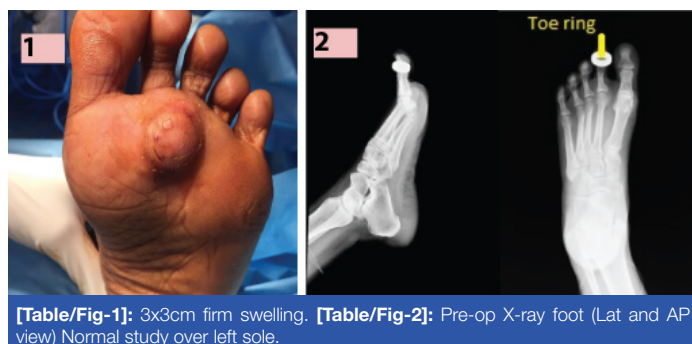 1
2
Toe ring
[Table/Fig-1]: 3x3cm firm swelling. [Table/Fig-2]: Pre-op X-ray foot (Lat and AP
view) Normal study over left sole.